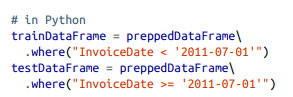 # in Python
trainDataFrame = preppedDataFrame\
  .where("InvoiceDate < '2011-07-01'")
testDataFrame = preppedDataFrame\
  .where("InvoiceDate >= '2011-07-01'")